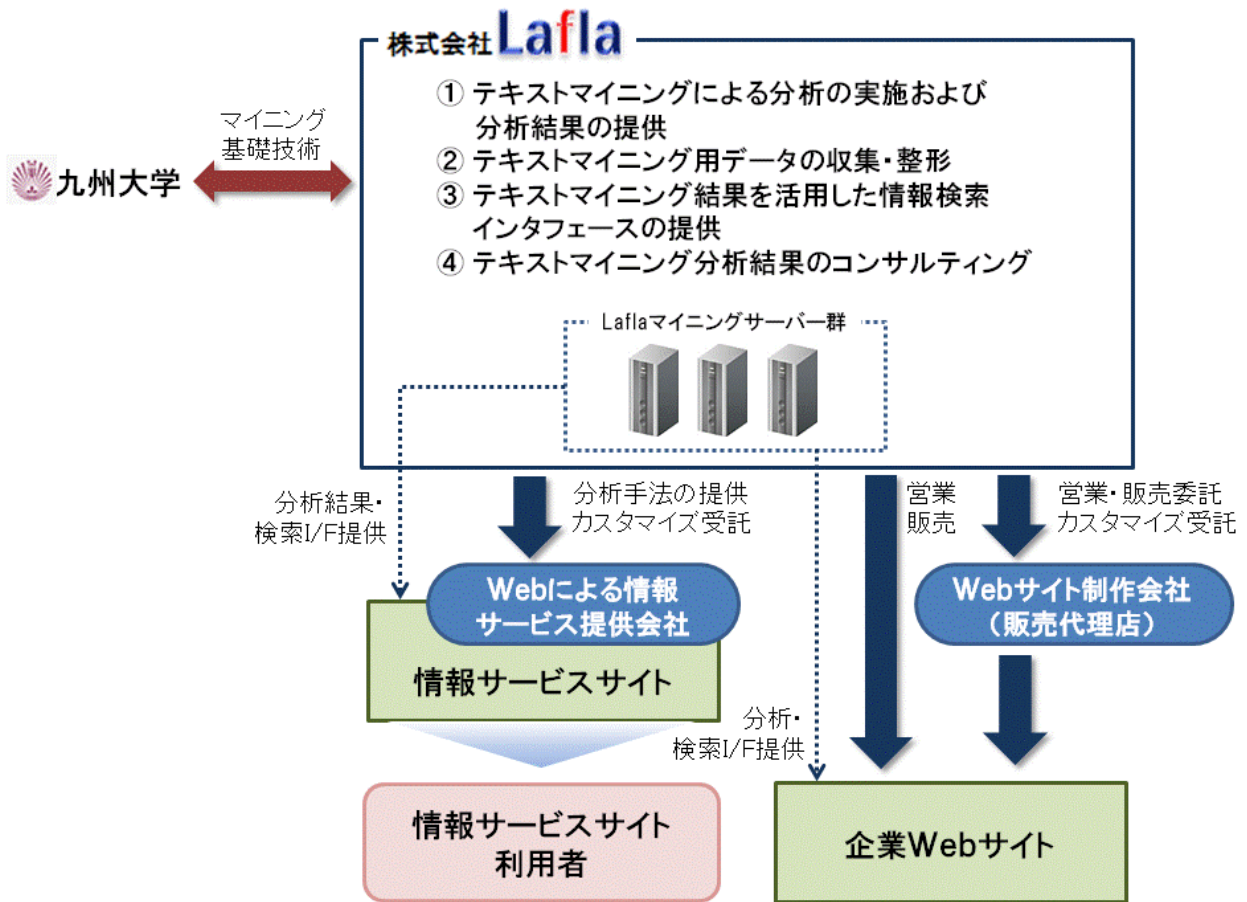 株式会社Lafla
① テキストマイニングによる分析の実施および
分析結果の提供
② テキストマイニング用データの収集・整形
③ テキストマイニング結果を活用した情報検索
インタフェースの提供
④ テキストマイニング分析結果のコンサルティング
マイニング
基礎技術
九州大学
Laflaマイニングサーバー群
分析結果・
検索I/F提供
分析手法の提供
カスタマイズ受託
営業
販売
営業・販売委託
カスタマイズ受託
Webによる情報
サービス提供会社
Webサイト制作会社
（販売代理店）
情報サービスサイト
分析・
検索I/F提供
情報サービスサイト
利用者
企業Webサイト